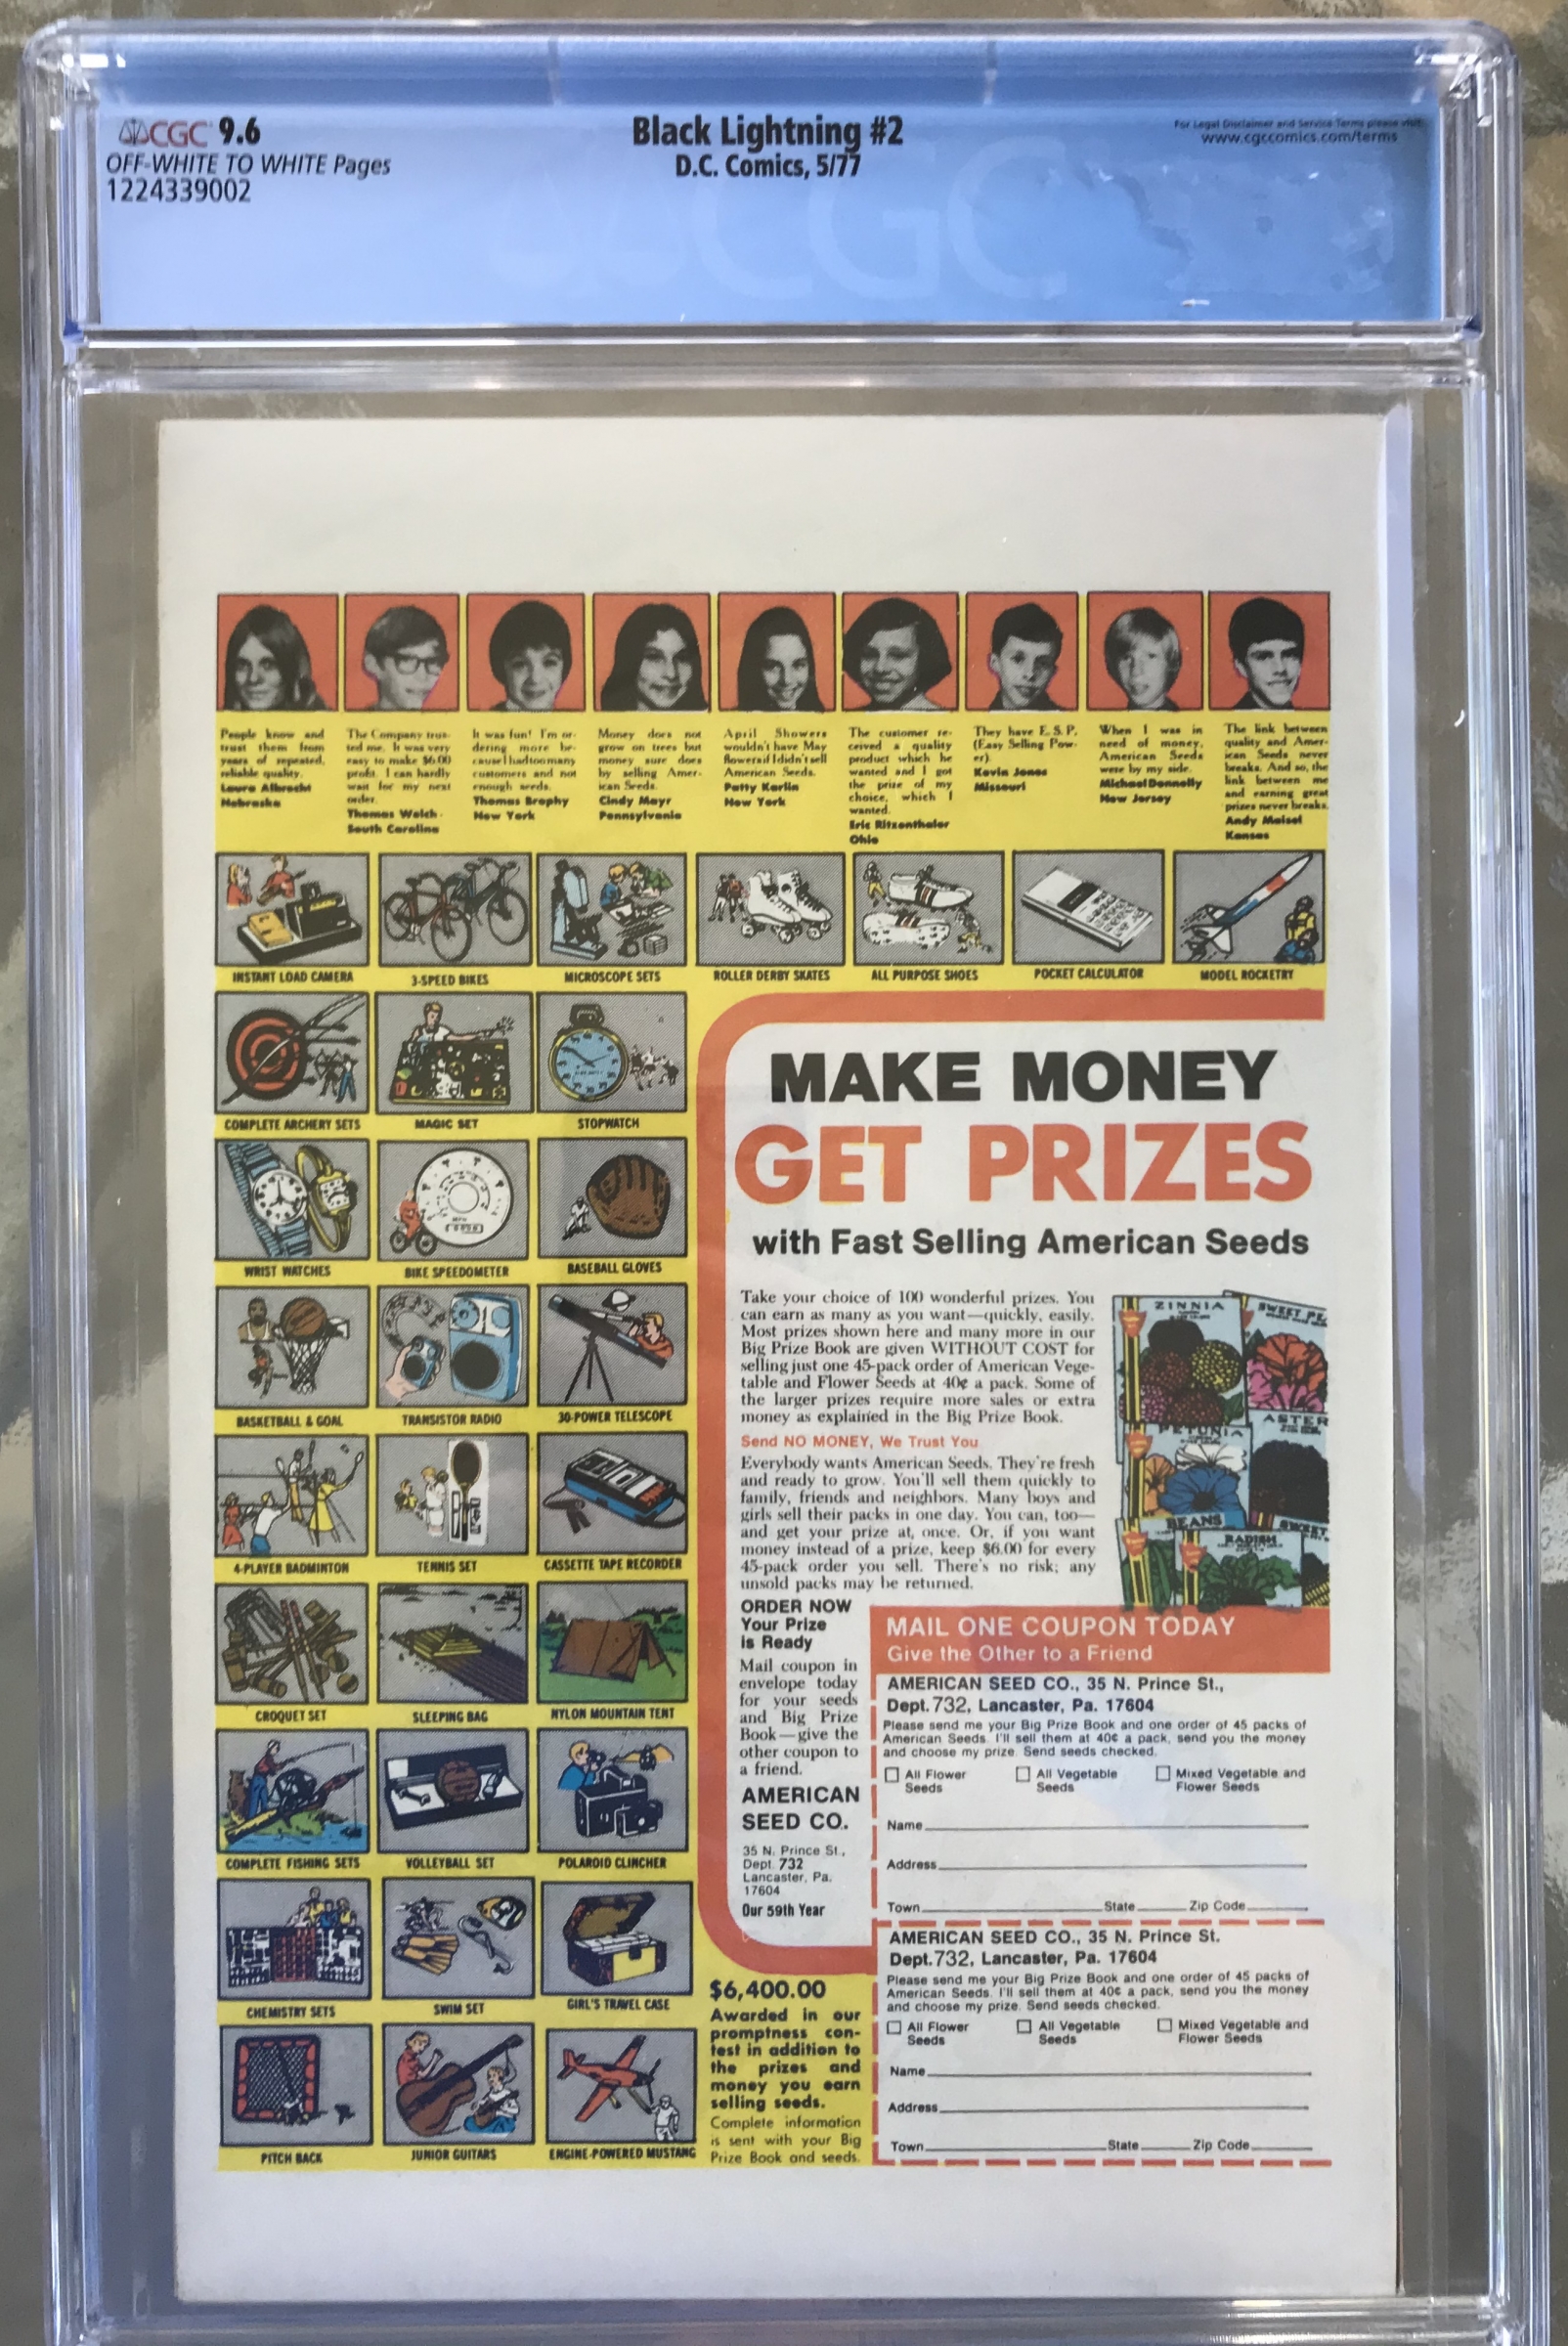 CGC 9.6
OFF-WHITE TO WHITE Pages
1224339002
Black Lightning #2
D.C. Comics, 5/77
For Legal Disclaimer and Service Terms please visit:
www.cgccomics.com/terms
CGC
People know and
trust them from
years of repeated,
reliable quality.
Laura Albrecht
Nebraska
The Company trus-
ted me. It was very
easy to make $6.00
profit. I can hardly
wait for my next
order.
Thomas Welch
South Carolina
It was fun! I'm or-
dering more be-
cause I had too many
customers and not
enough seeds.
Thomas Brophy
New York
Money does not
grow on trees but
money sure does
by selling Amer-
ican Seeds.
Cindy Mayr
Pennsylvania
April Showers
wouldn't have May
flowers if I didn't sell
American Seeds.
Patty Karlin
New York
The customer re-
ceived a quality
product which he
wanted and I got
the prize of my
choice, which I
wanted.
Eric Ritzenthaler
Ohio
They have E.S.P.
(Easy Selling Pow-
er).
Kevin Jones
Missouri
When I was in
need of money,
American Seeds
were by my side.
Michael Donnelly
New Jersey
The link between
quality and Amer-
ican Seeds never
breaks. And so, the
link between me
and earning great
prizes never breaks.
Andy Maisel
Kansas
INSTANT LOAD CAMERA
3-SPEED BIKES
MICROSCOPE SETS
ROLLER DERBY SKATES
ALL PURPOSE SHOES
POCKET CALCULATOR
MODEL ROCKETRY
COMPLETE ARCHERY SETS
MAGIC SET
STOPWATCH
WRIST WATCHES
BIKE SPEEDOMETER
BASEBALL GLOVES
BASKETBALL & GOAL
TRANSISTOR RADIO
30-POWER TELESCOPE
4-PLAYER BADMINTON
TENNIS SET
CASSETTE TAPE RECORDER
CROQUET SET
SLEEPING BAG
NYLON MOUNTAIN TENT
COMPLETE FISHING SETS
VOLLEYBALL SET
POLAROID CLINCHER
CHEMISTRY SETS
SWIM SET
GIRL'S TRAVEL CASE
PITCH BACK
JUNIOR GUITARS
ENGINE-POWERED MUSTANG
MAKE MONEY
GET PRIZES
with Fast Selling American Seeds
Take your choice of 100 wonderful prizes. You
can earn as many as you want—quickly, easily.
Most prizes shown here and many more in our
Big Prize Book are given WITHOUT COST for
selling just one 45-pack order of American Vege-
table and Flower Seeds at 40¢ a pack. Some of
the larger prizes require more sales or extra
money as explained in the Big Prize Book.
Send NO MONEY, We Trust You
Everybody wants American Seeds. They're fresh
and ready to grow. You'll sell them quickly to
family, friends and neighbors. Many boys and
girls sell their packs in one day. You can, too—
and get your prize at once. Or, if you want
money instead of a prize, keep $6.00 for every
45-pack order you sell. There's no risk; any
unsold packs may be returned.
ZINNIA
SWEET PE
ASTER
PETUNIA
BEANS
RADISH
SWEET
ORDER NOW
Your Prize
is Ready
Mail coupon in
envelope today
for your seeds
and Big Prize
Book—give the
other coupon to
a friend.
AMERICAN
SEED CO.
35 N. Prince St.,
Dept. 732
Lancaster, Pa.
17604
Our 59th Year
MAIL ONE COUPON TODAY
Give the Other to a Friend
AMERICAN SEED CO., 35 N. Prince St.,
Dept. 732, Lancaster, Pa. 17604
Please send me your Big Prize Book and one order of 45 packs of
American Seeds. I'll sell them at 40¢ a pack, send you the money
and choose my prize. Send seeds checked.
All Flower
Seeds
All Vegetable
Seeds
Mixed Vegetable and
Flower Seeds
Name
Address
Town State Zip Code
AMERICAN SEED CO., 35 N. Prince St.
Dept. 732, Lancaster, Pa. 17604
Please send me your Big Prize Book and one order of 45 packs of
American Seeds. I'll sell them at 40¢ a pack, send you the money
and choose my prize. Send seeds checked.
All Flower
Seeds
All Vegetable
Seeds
Mixed Vegetable and
Flower Seeds
Name
Address
Town State Zip Code
$6,400.00
Awarded in our
promptness con-
test in addition to
the prizes and
money you earn
selling seeds.
Complete information
is sent with your Big
Prize Book and seeds.